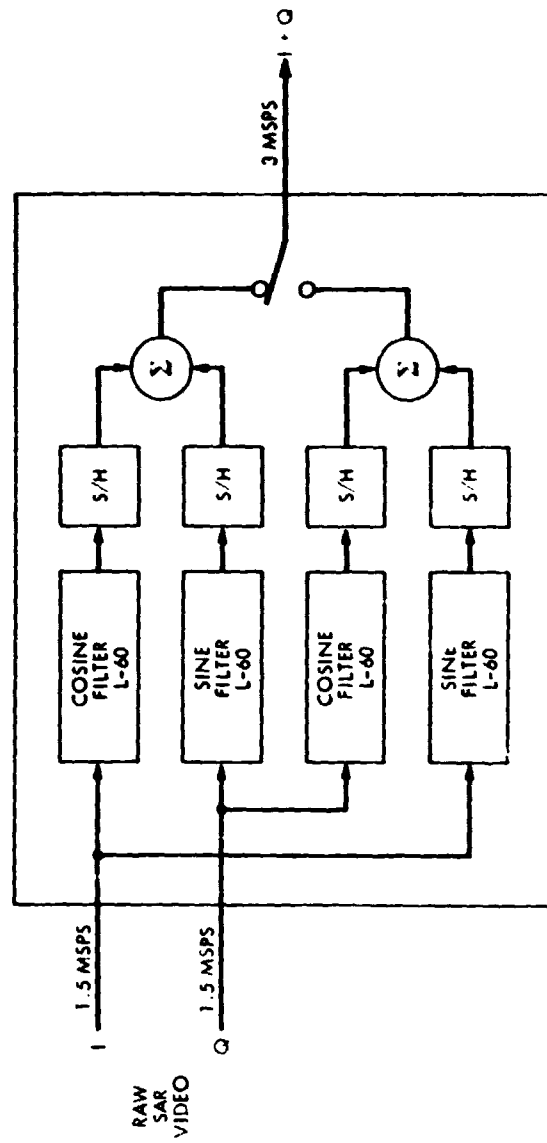 RAW
SAR
VIDEO
I
1.5 MSPS
Q
1.5 MSPS
COSINE
FILTER
L-60
S/H
SINE
FILTER
L-60
S/H
Σ
COSINE
FILTER
L-60
S/H
SINE
FILTER
L-60
S/H
Σ
3 MSPS
I + Q